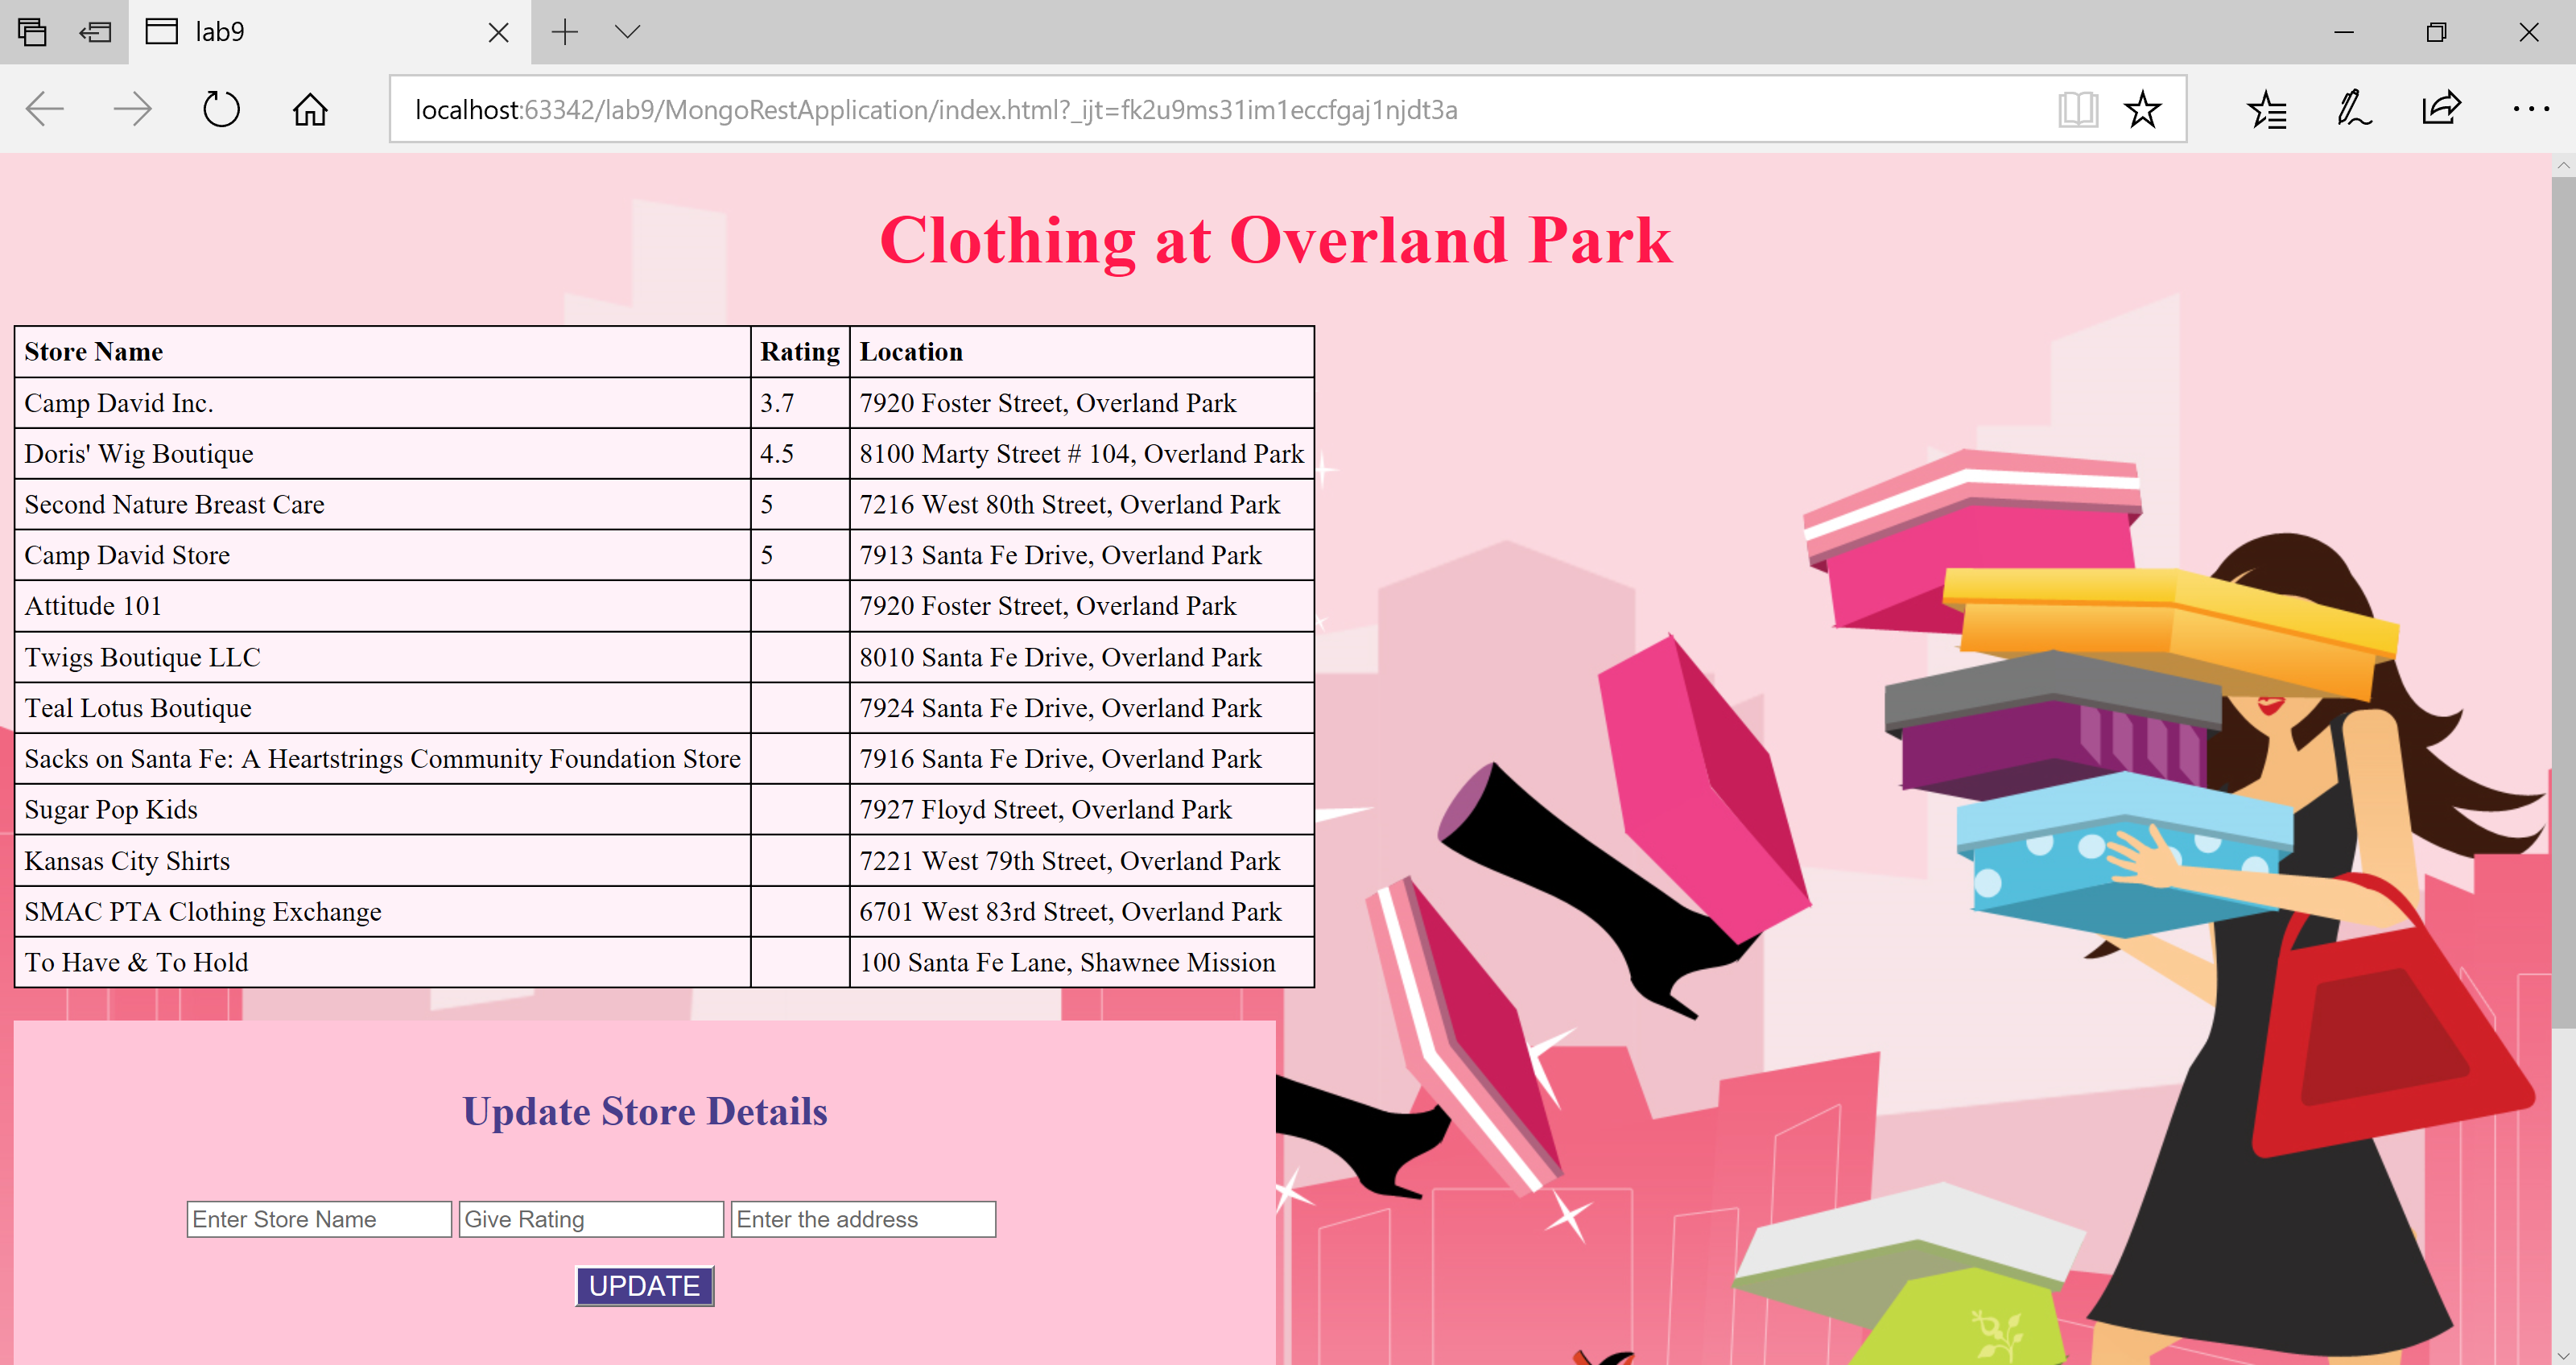 lab9
localhost:63342/lab9/MongoRestApplication/index.html?_ijt=fk2u9ms31im1eccfgaj1njdt3a
Clothing at Overland Park
Store Name Rating Location
Camp David Inc. 3.7 7920 Foster Street, Overland Park
Doris' Wig Boutique 4.5 8100 Marty Street # 104, Overland Park
Second Nature Breast Care 5 7216 West 80th Street, Overland Park
Camp David Store 5 7913 Santa Fe Drive, Overland Park
Attitude 101 7920 Foster Street, Overland Park
Twigs Boutique LLC 8010 Santa Fe Drive, Overland Park
Teal Lotus Boutique 7924 Santa Fe Drive, Overland Park
Sacks on Santa Fe: A Heartstrings Community Foundation Store 7916 Santa Fe Drive, Overland Park
Sugar Pop Kids 7927 Floyd Street, Overland Park
Kansas City Shirts 7221 West 79th Street, Overland Park
SMAC PTA Clothing Exchange 6701 West 83rd Street, Overland Park
To Have & To Hold 100 Santa Fe Lane, Shawnee Mission
Update Store Details
Enter Store Name Give Rating Enter the address
UPDATE